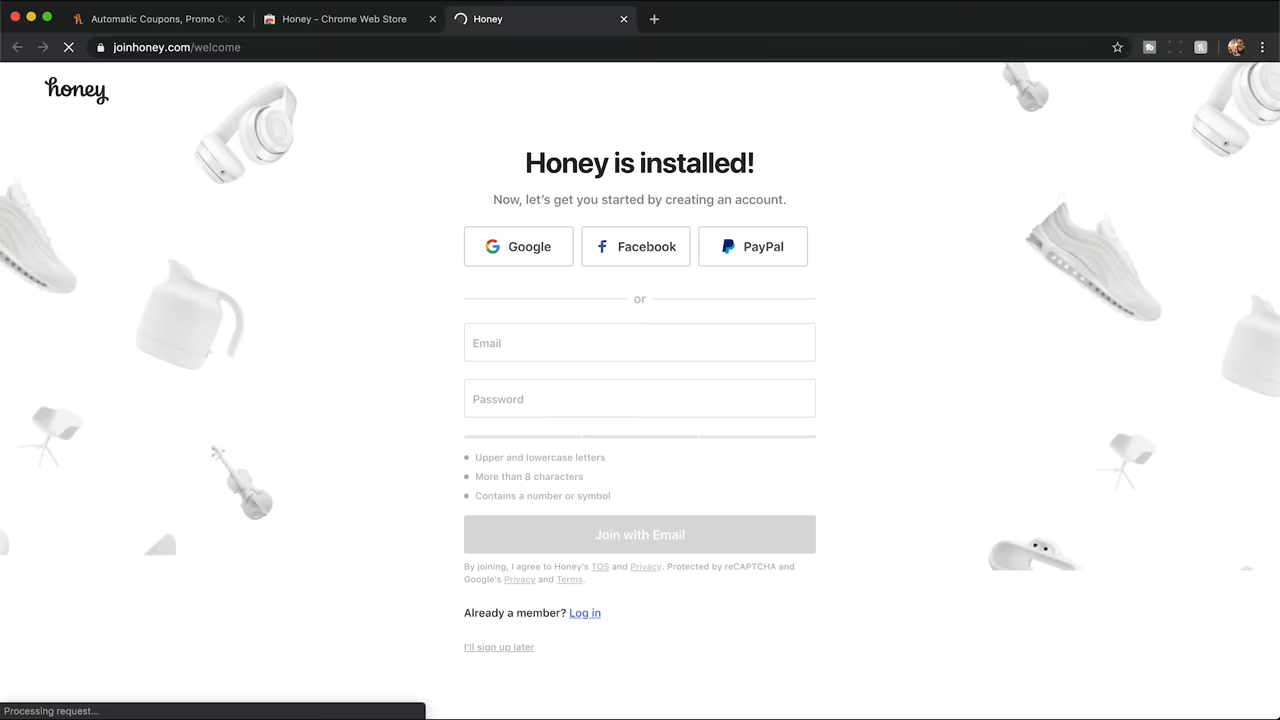 Automatic Coupons, Promo Co
Honey - Chrome Web Store
Honey
joinhoney.com/welcome
honey
Honey is installed!
Now, let's get you started by creating an account.
Google
Facebook
PayPal
or
Email
Password
Upper and lowercase letters
More than 8 characters
Contains a number or symbol
Join with Email
By joining, I agree to Honey's TOS and Privacy. Protected by reCAPTCHA and
Google's Privacy and Terms.
Already a member? Log in
I'll sign up later
Processing request...